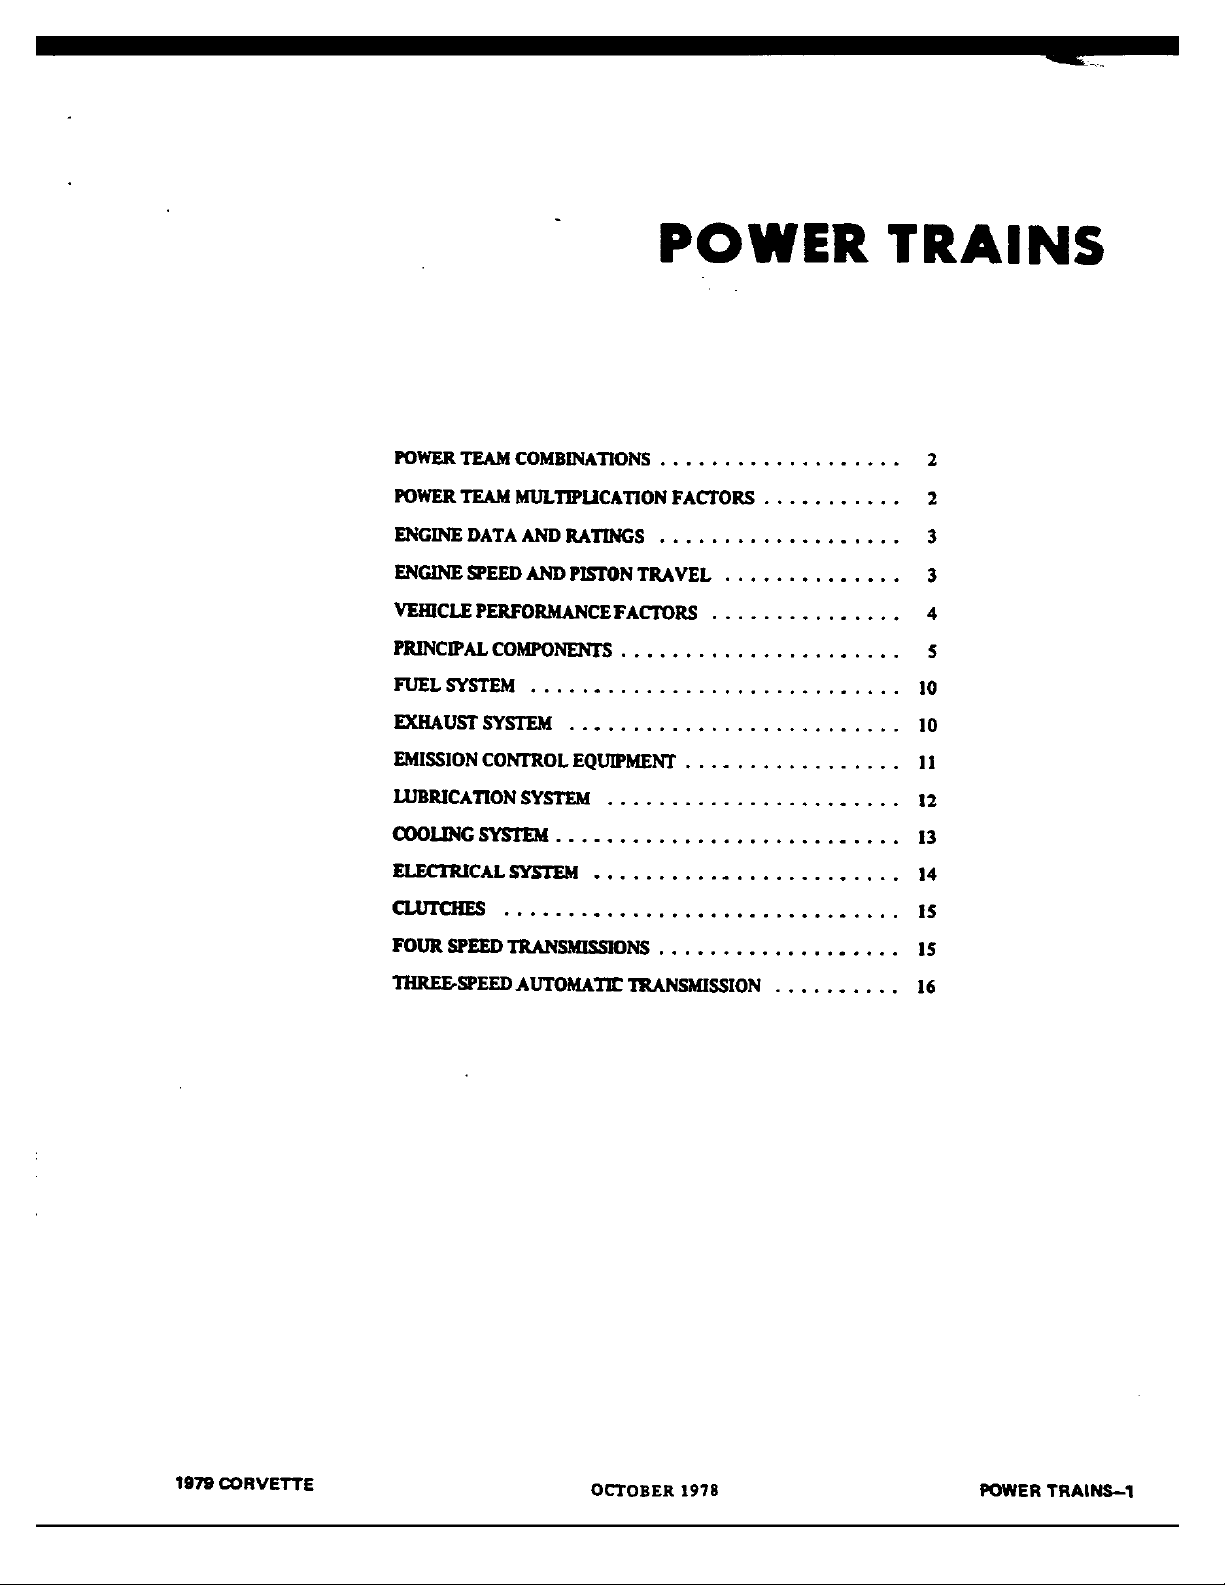 POWER TRAINS
POWER TEAM COMBINATIONS . . . . . . . . . . . . . . . . . . . 2
POWER TEAM MULTIPLICATION FACTORS . . . . . . . . . . . 2
ENGINE DATA AND RATINGS . . . . . . . . . . . . . . . . . . . 3
ENGINE SPEED AND PISTON TRAVEL . . . . . . . . . . . . . . 3
VEHICLE PERFORMANCE FACTORS . . . . . . . . . . . . . . . 4
PRINCIPAL COMPONENTS . . . . . . . . . . . . . . . . . . . . . . 5
FUEL SYSTEM . . . . . . . . . . . . . . . . . . . . . . . . . . . . . 10
EXHAUST SYSTEM . . . . . . . . . . . . . . . . . . . . . . . . . . 10
EMISSION CONTROL EQUIPMENT . . . . . . . . . . . . . . . . . 11
LUBRICATION SYSTEM . . . . . . . . . . . . . . . . . . . . . . . 12
COOLING SYSTEM . . . . . . . . . . . . . . . . . . . . . . . . . . . 13
ELECTRICAL SYSTEM . . . . . . . . . . . . . . . . . . . . . . . . 14
CLUTCHES . . . . . . . . . . . . . . . . . . . . . . . . . . . . . . . 15
FOUR SPEED TRANSMISSIONS . . . . . . . . . . . . . . . . . . . 15
THREE-SPEED AUTOMATIC TRANSMISSION . . . . . . . . . . 16
1979 CORVETTE
OCTOBER 1978
POWER TRAINS–1